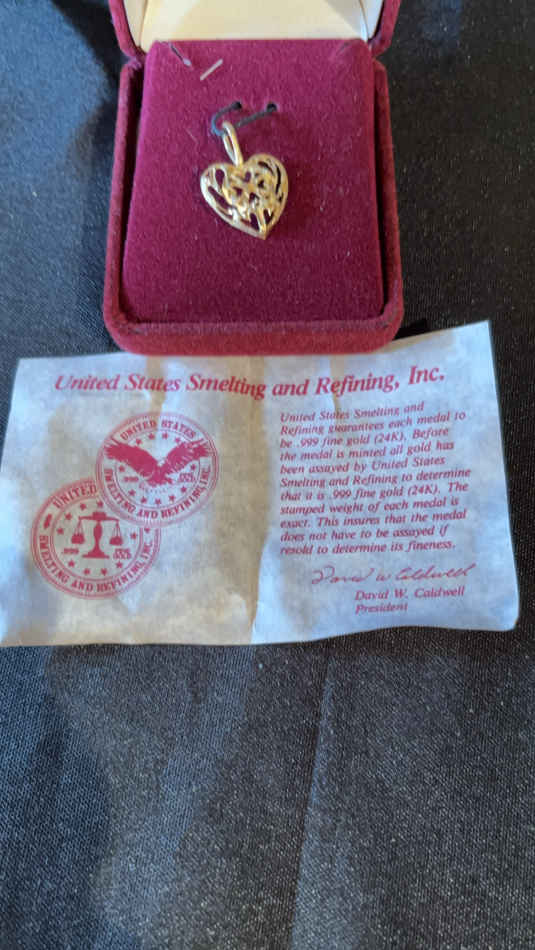 United States Smelting and Refining, Inc.
UNITED STATES
.999
SMELTING AND REFINING, INC.
UNITED
.999
SMELTING AND REFINING, INC.
United States Smelting and
Refining guarantees each medal to
be .999 fine gold (24K). Before
the medal is minted all gold has
been assayed by United States
Smelting and Refining to determine
that it is .999 fine gold (24K). The
stamped weight of each medal is
exact. This insures that the medal
does not have to be assayed if
resold to determine its fineness.
David W Caldwell
David W. Caldwell
President